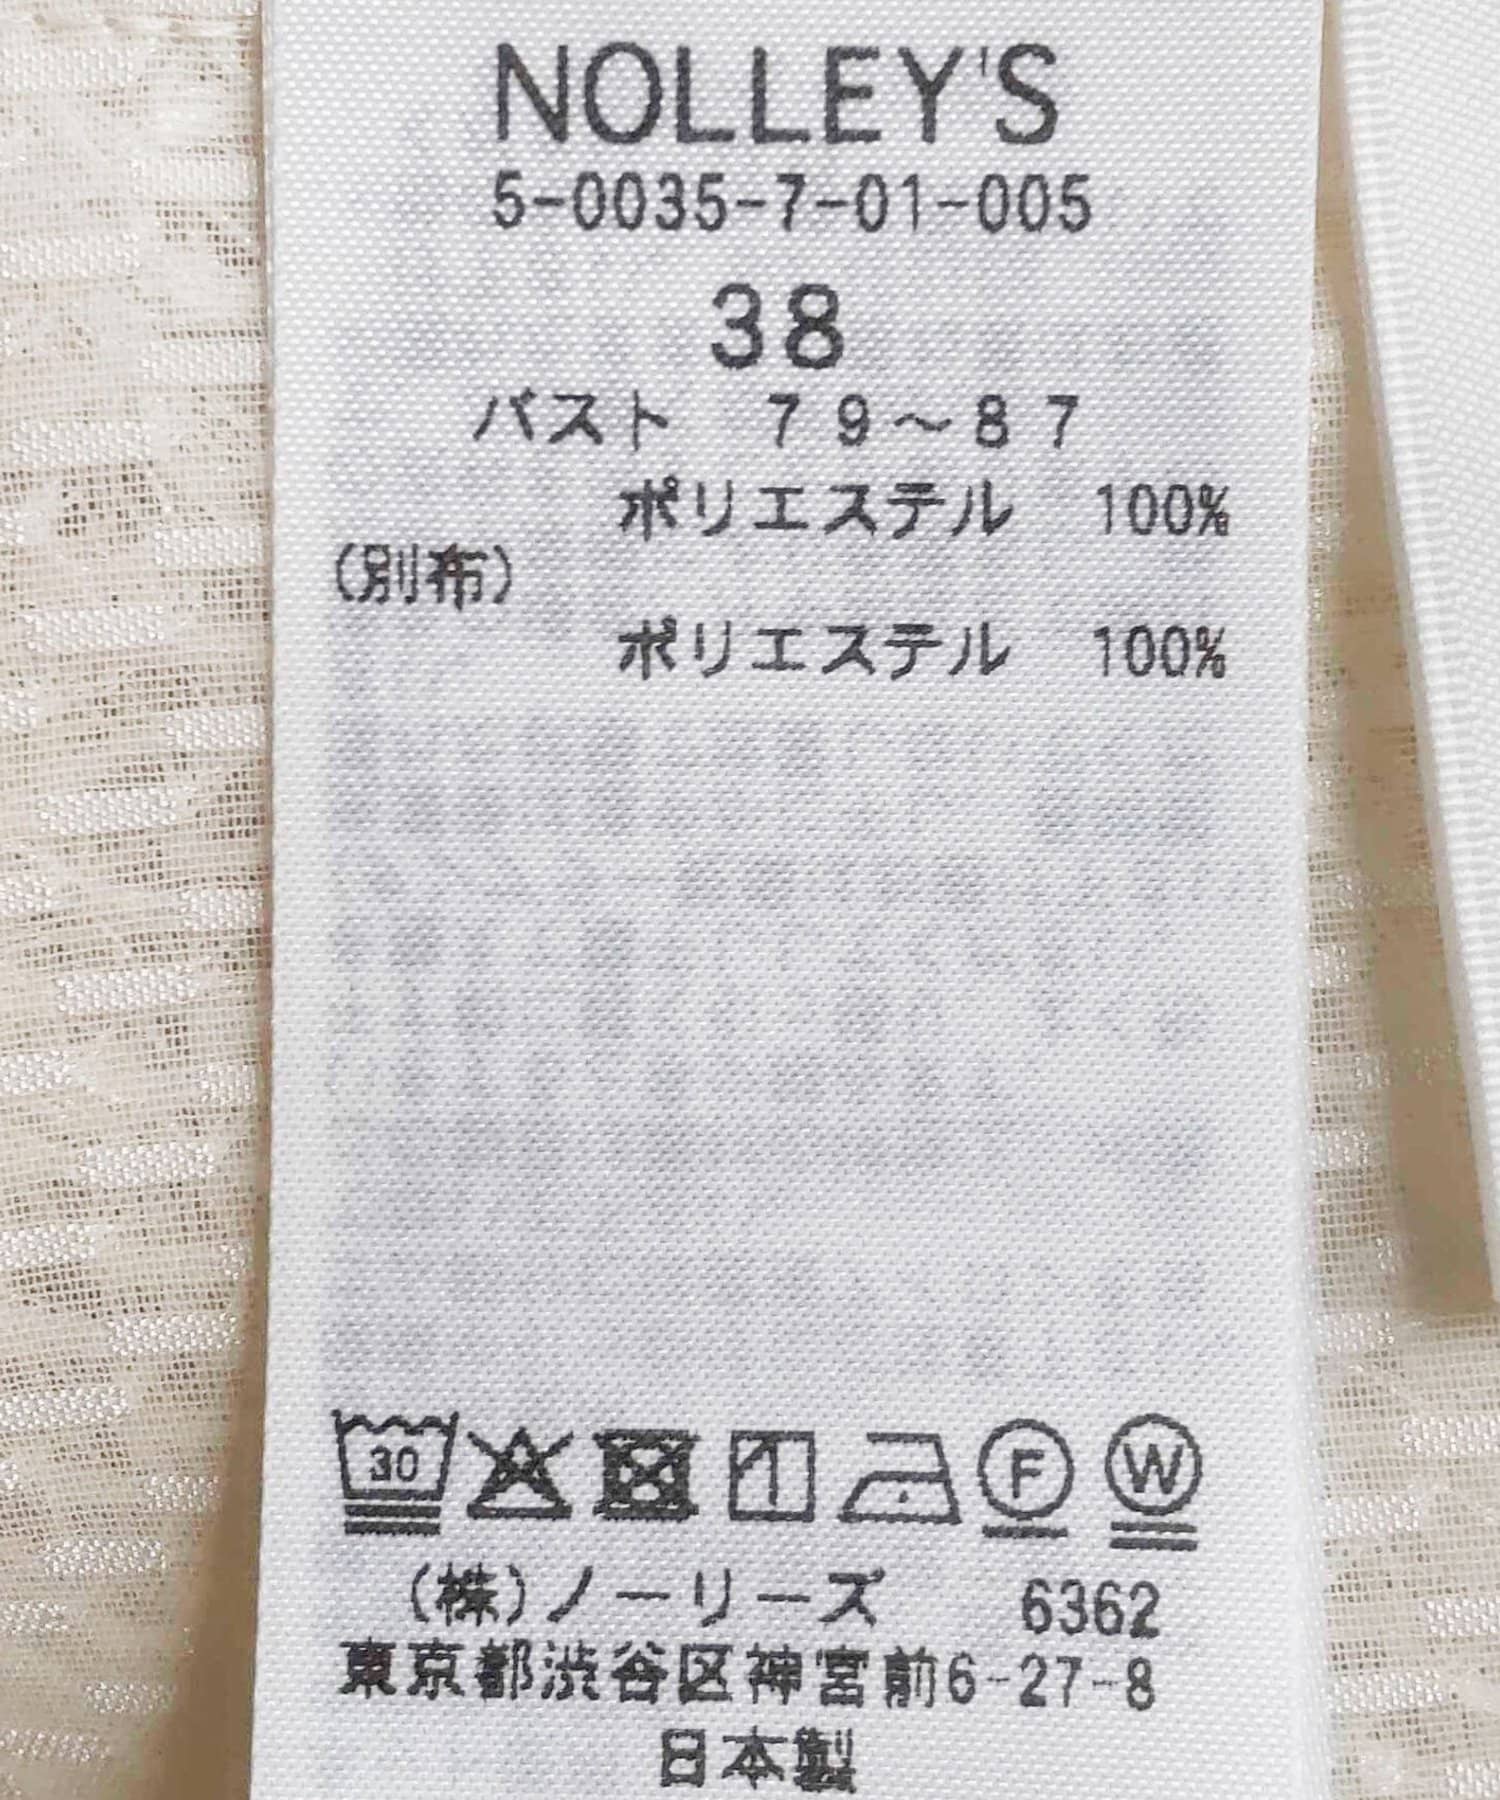 NOLLEY'S
5-0035-7-01-005
38
バスト　79～87
ポリエステル　100%
(別布)
ポリエステル　100%
30 F W
(株)ノーリーズ　6362
東京都渋谷区神宮前6-27-8
日本製